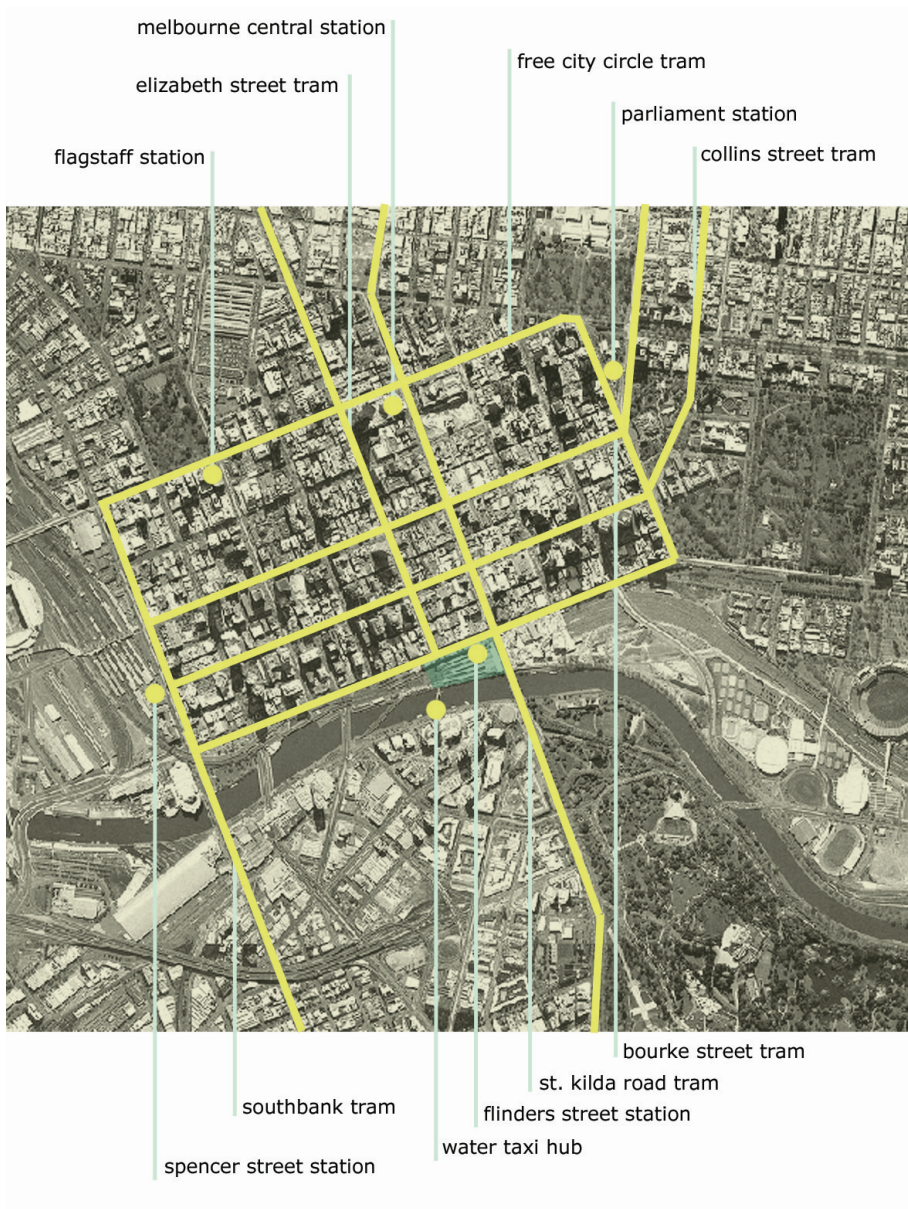 melbourne central station
free city circle tram
elizabeth street tram
parliament station
collins street tram
flagstaff station
bourke street tram
st. kilda road tram
southbank tram
flinders street station
water taxi hub
spencer street station